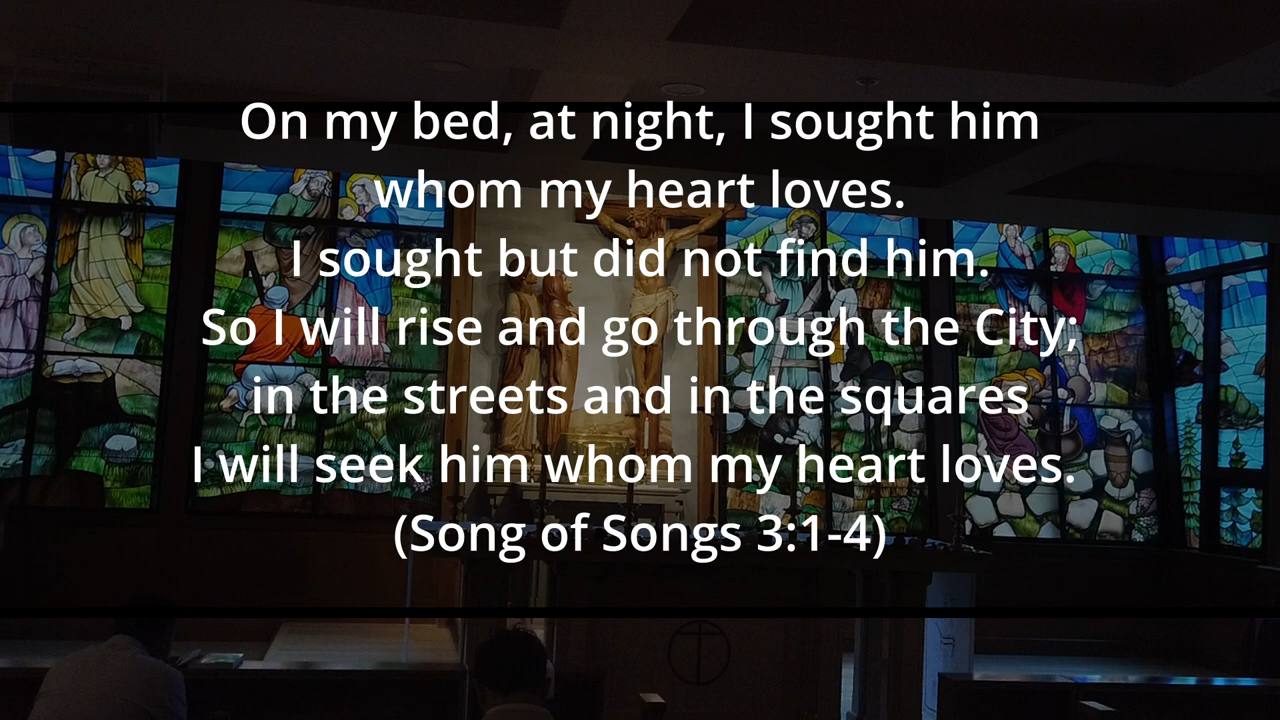 On my bed, at night, I sought him
whom my heart loves.
I sought but did not find him.
So I will rise and go through the City;
in the streets and in the squares
I will seek him whom my heart loves.
(Song of Songs 3:1-4)